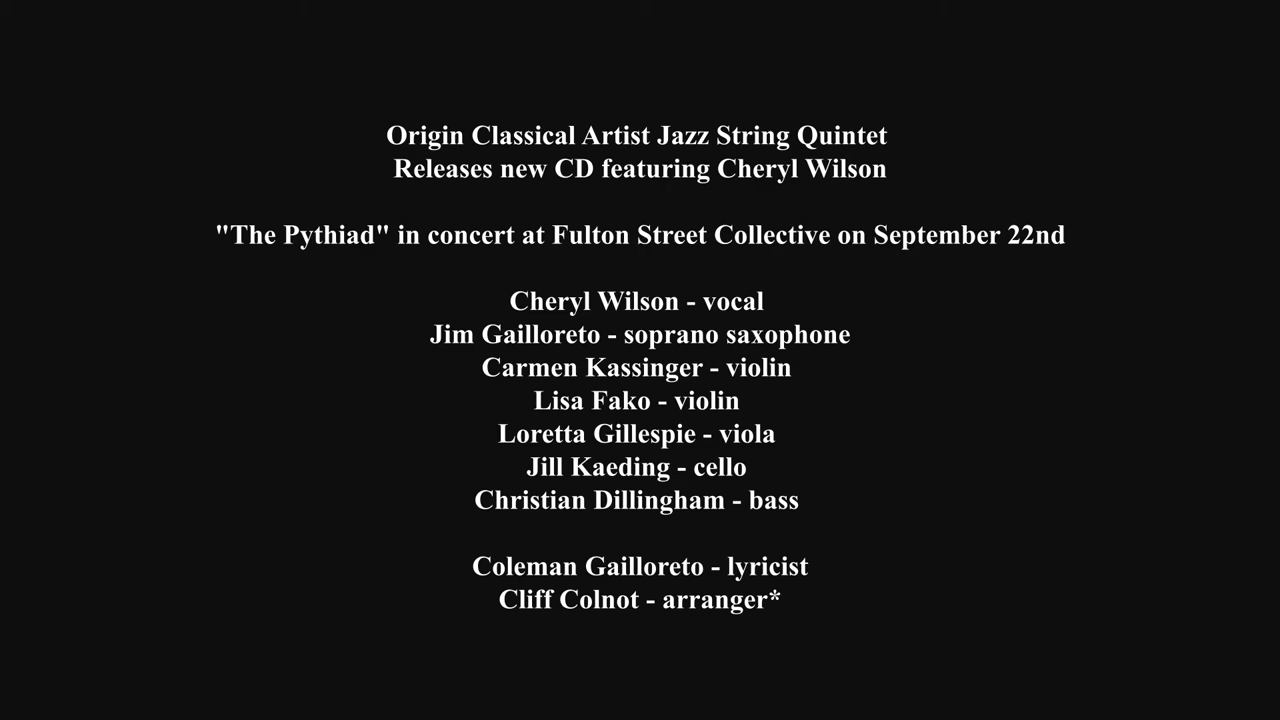 Origin Classical Artist Jazz String Quintet
Releases new CD featuring Cheryl Wilson
"The Pythiad" in concert at Fulton Street Collective on September 22nd
Cheryl Wilson - vocal
Jim Gailloreto - soprano saxophone
Carmen Kassinger - violin
Lisa Fako - violin
Loretta Gillespie - viola
Jill Kaeding - cello
Christian Dillingham - bass
Coleman Gailloreto - lyricist
Cliff Colnot - arranger*